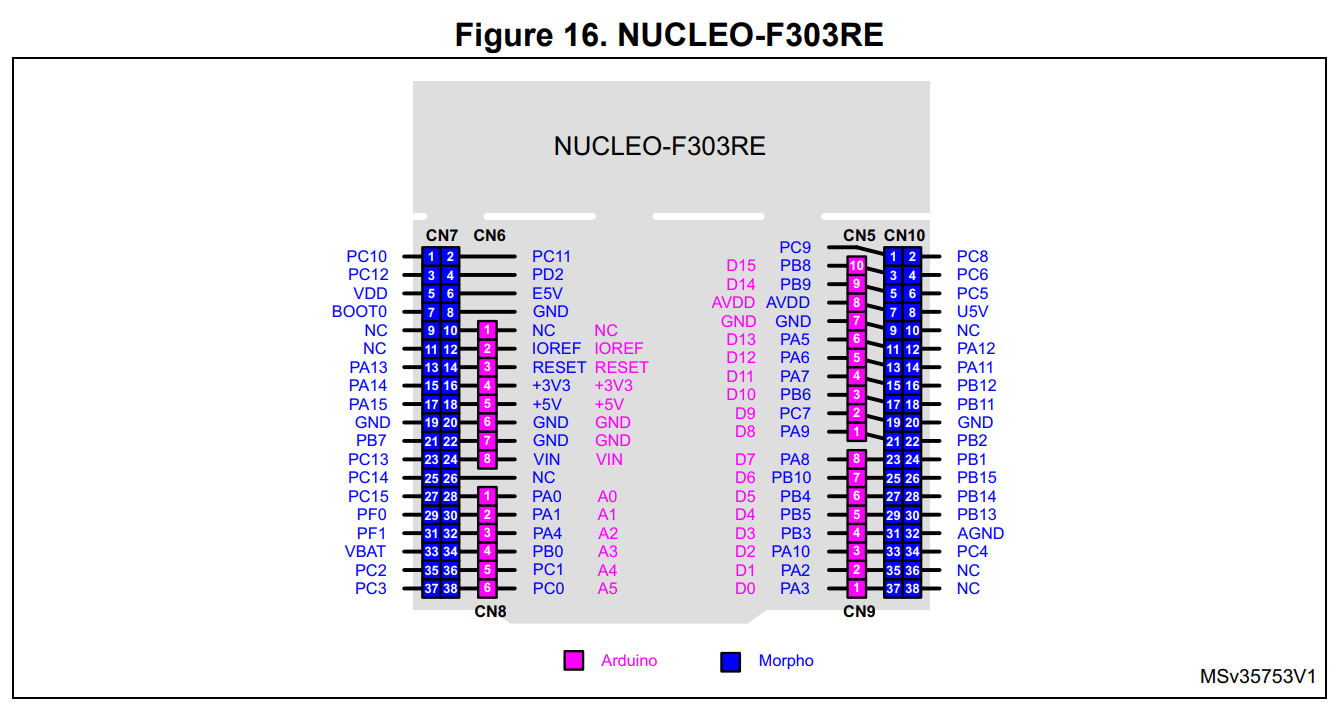 Figure 16. NUCLEO-F303RE
NUCLEO-F303RE
CN7 CN6 CN5 CN10
PC9
PC10 1 2 PC11 1 2 PC8
D15 PB8 10
PC12 3 4 PD2 3 4 PC6
D14 PB9 9
VDD 5 6 E5V 5 6 PC5
AVDD AVDD 8
BOOT0 7 8 GND 7 8 U5V
GND GND 7
NC 9 10 1 NC NC 9 10 NC
D13 PA5 6
NC 11 12 2 IOREF IOREF 11 12 PA12
D12 PA6 5
PA13 13 14 3 RESET RESET 13 14 PA11
D11 PA7 4
PA14 15 16 4 +3V3 +3V3 15 16 PB12
D10 PB6 3
PA15 17 18 5 +5V +5V 17 18 PB11
D9 PC7 2
GND 19 20 6 GND GND 19 20 GND
D8 PA9 1
PB7 21 22 7 GND GND 21 22 PB2
PC13 23 24 8 VIN VIN D7 PA8 8 23 24 PB1
PC14 25 26 NC D6 PB10 7 25 26 PB15
PC15 27 28 1 PA0 A0 D5 PB4 6 27 28 PB14
PF0 29 30 2 PA1 A1 D4 PB5 5 29 30 PB13
PF1 31 32 3 PA4 A2 D3 PB3 4 31 32 AGND
VBAT 33 34 4 PB0 A3 D2 PA10 3 33 34 PC4
PC2 35 36 5 PC1 A4 D1 PA2 2 35 36 NC
PC3 37 38 6 PC0 A5 D0 PA3 1 37 38 NC
CN8 CN9
Arduino Morpho
MSv35753V1